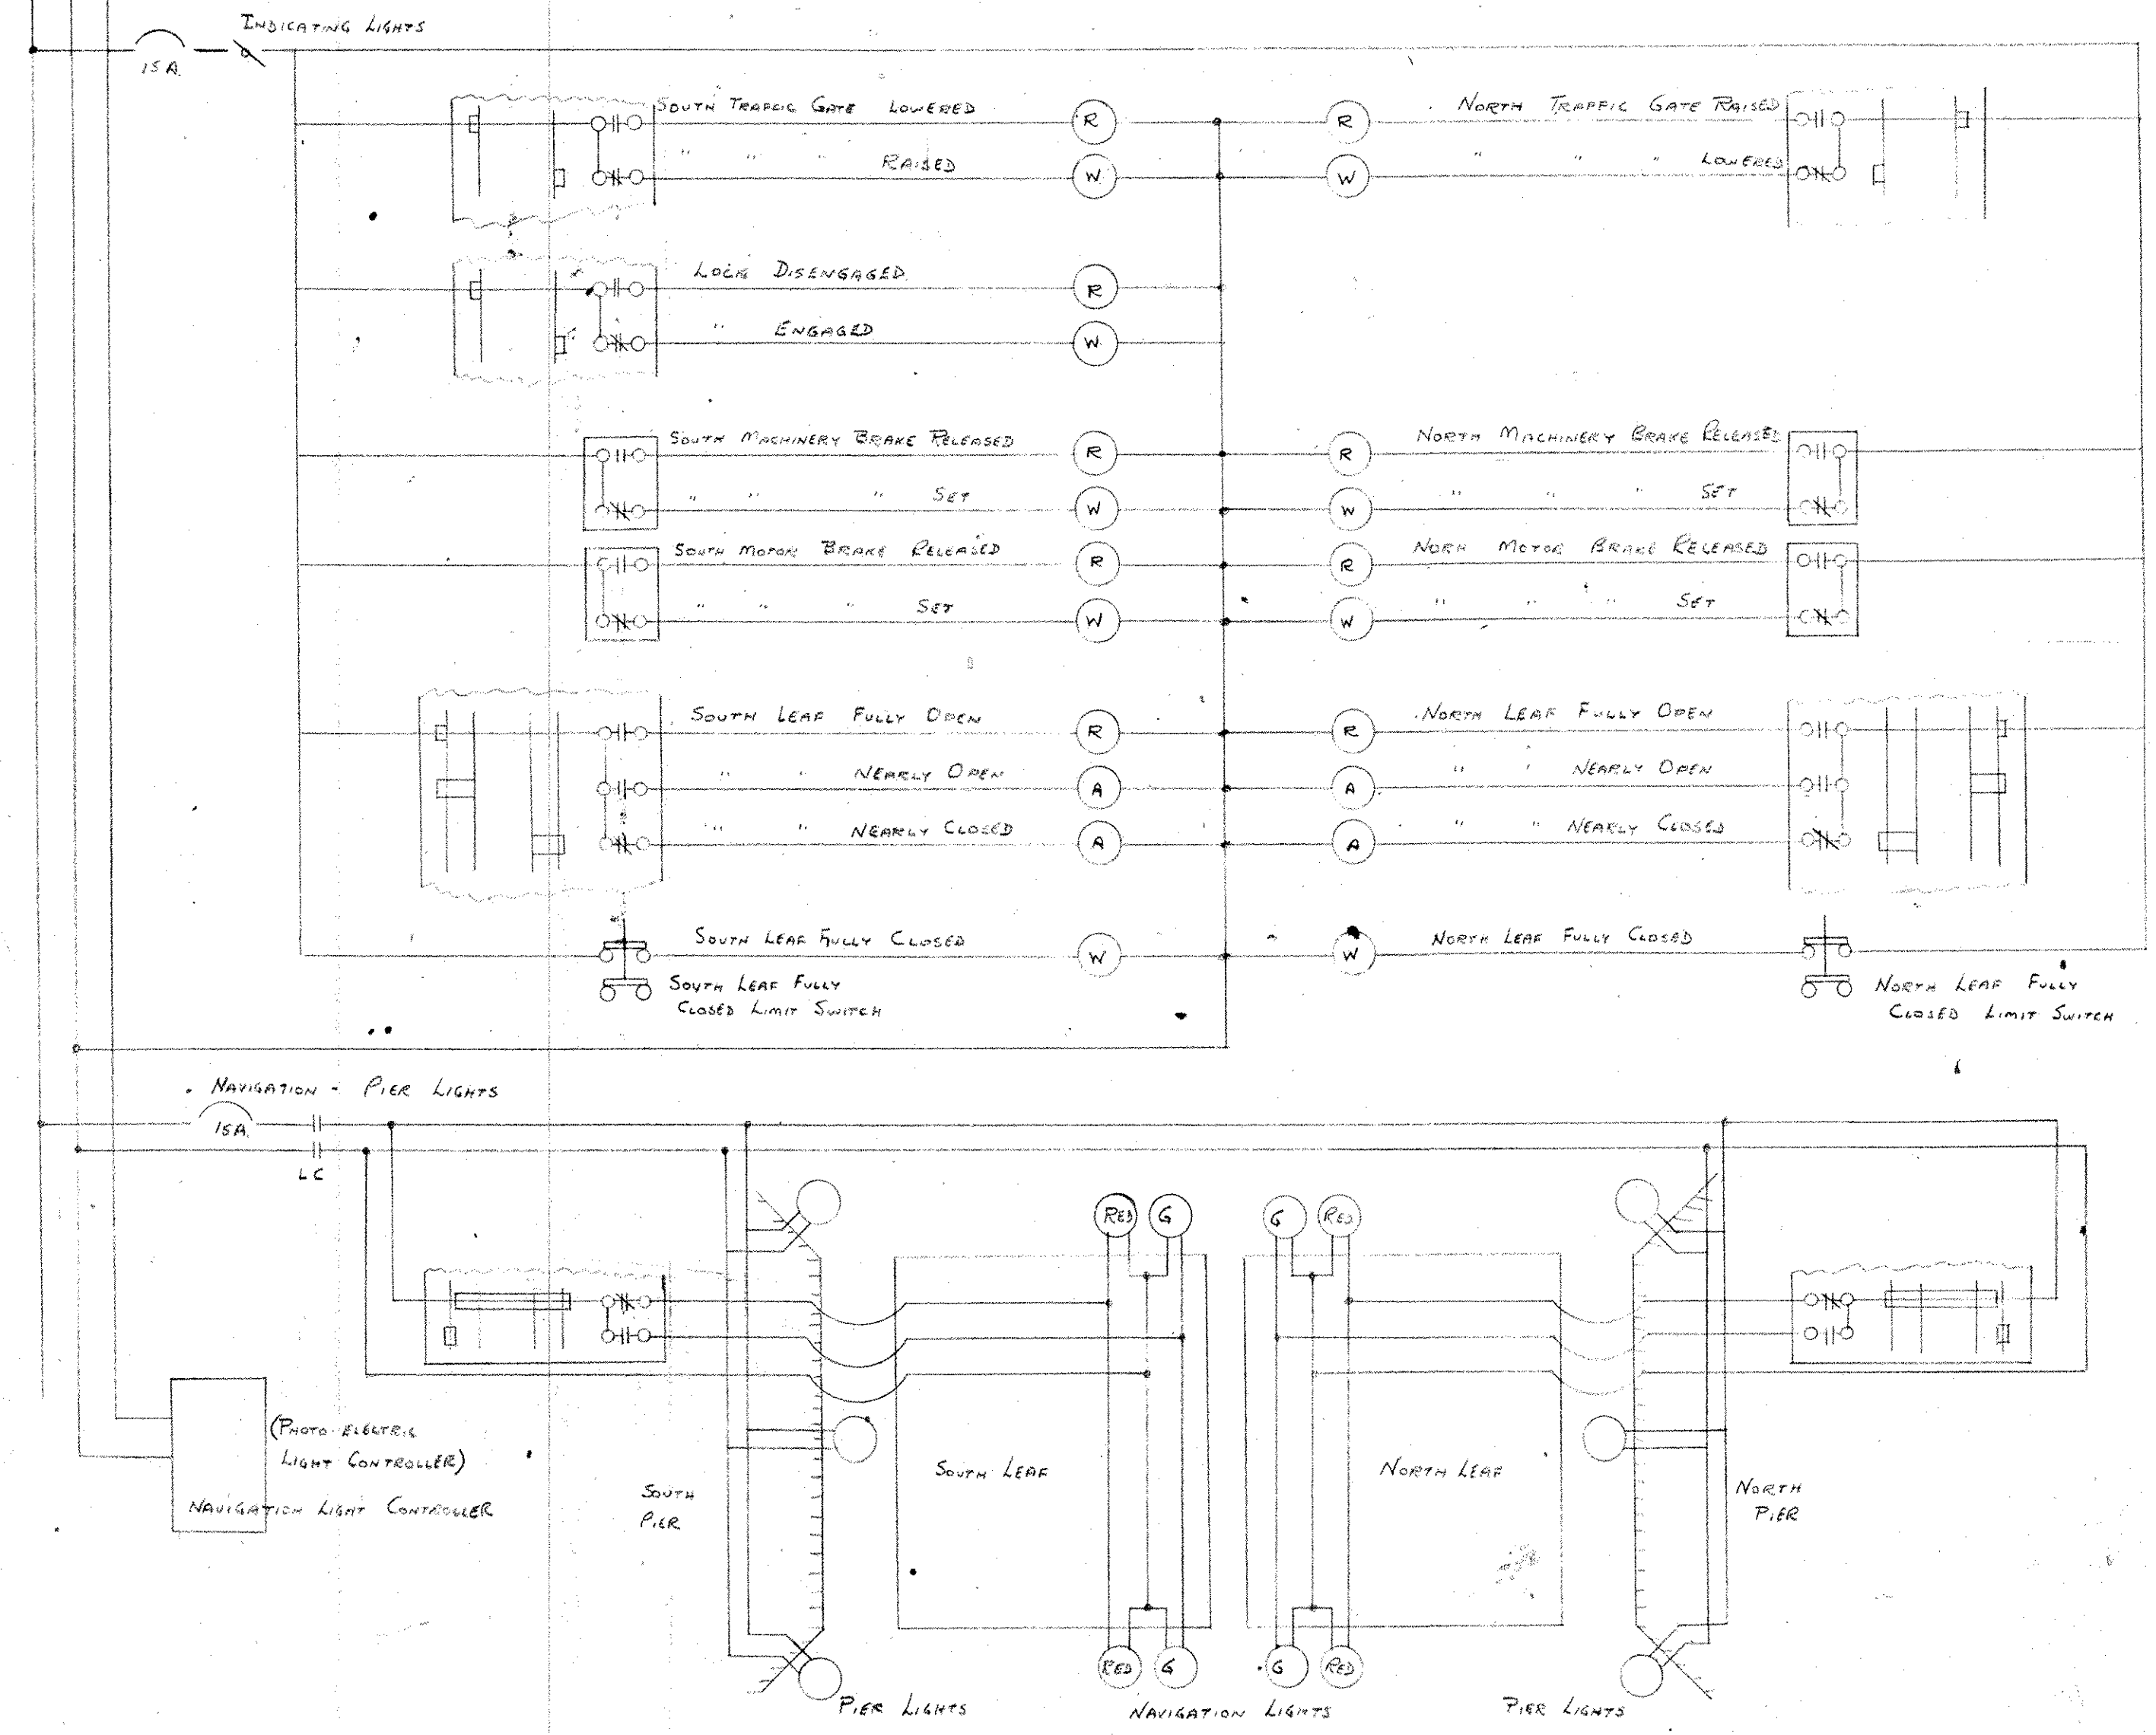 INDICATING LIGHTS
15 A.
SOUTH TRAFFIC GATE LOWERED R R NORTH TRAFFIC GATE RAISED
" " " RAISED W W " " " LOWERED
LOCK DISENGAGED R
" ENGAGED W
SOUTH MACHINERY BRAKE RELEASED R R NORTH MACHINERY BRAKE RELEASED
" " " SET W W " " " SET
SOUTH MOTOR BRAKE RELEASED R R NORH MOTOR BRAKE RELEASED
" " " SET W W " " " SET
SOUTH LEAF FULLY OPEN R R NORTH LEAF FULLY OPEN
" " NEARLY OPEN A A " " NEARLY OPEN
" " NEARLY CLOSED A A " " NEARLY CLOSED
SOUTH LEAF FULLY CLOSED W W NORTH LEAF FULLY CLOSED
SOUTH LEAF FULLY
CLOSED LIMIT SWITCH
NORTH LEAF FULLY
CLOSED LIMIT SWITCH
NAVIGATION - PIER LIGHTS
15A.
LC
RED G G RED
(PHOTO-ELECTRIC
LIGHT CONTROLLER)
NAVIGATION LIGHT CONTROLLER
SOUTH
PIER
SOUTH LEAF
NORTH LEAF
NORTH
PIER
RED G G RED
PIER LIGHTS
NAVIGATION LIGHTS
PIER LIGHTS